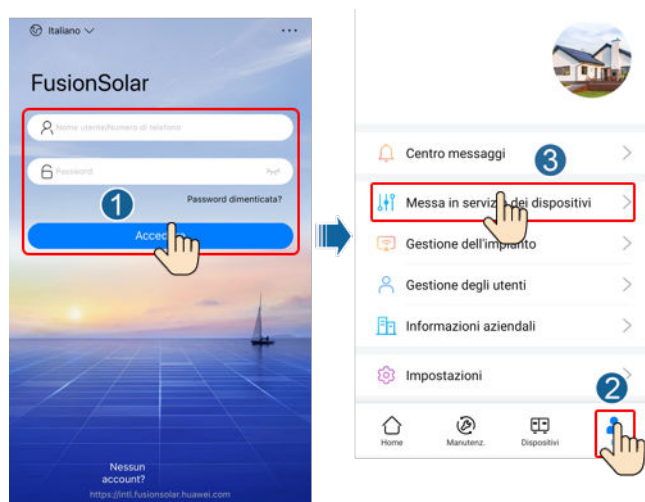 Italiano
FusionSolar
Nome utente/Numero di telefono
Password
Password dimenticata?
1
Nessun
account?
https://intl.fusionsolar.huawei.com
Centro messaggi
3
Messa in servizio dei dispositivi
Gestione dell'impianto
Gestione degli utenti
Informazioni aziendali
Impostazioni
2
Home
Manutenz.
Dispositivi